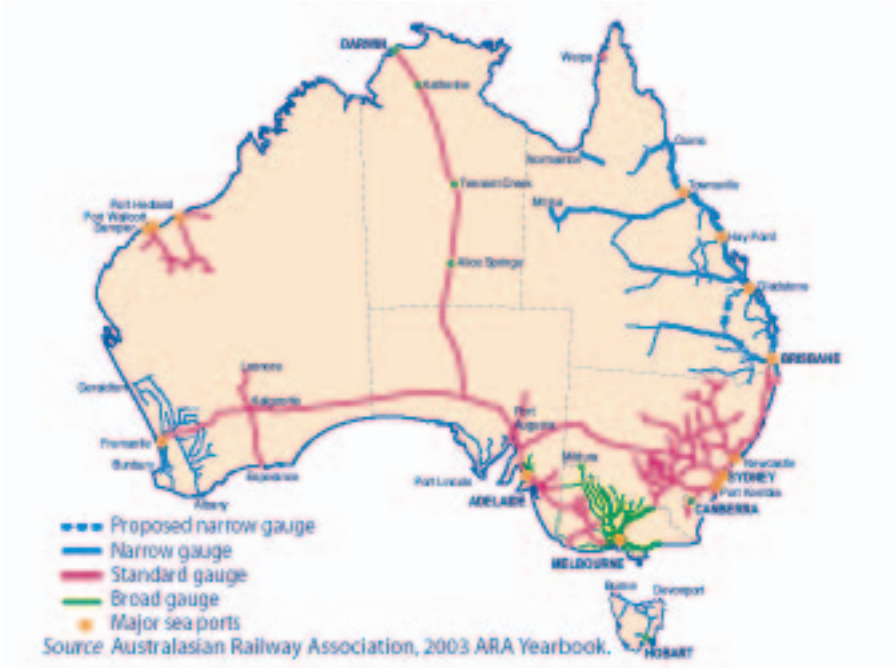 DARWIN
Katherine
Weipa
Cairns
Normanton
Townsville
Tennant Creek
Port Hedland
Port Walcott
Dampier
Hay Point
Alice Springs
Gladstone
BRISBANE
Leonora
Geraldton
Kalgoorlie
Port
Augusta
Fremantle
Newcastle
Mildura
Bunbury
SYDNEY
Esperance
Port Lincoln
Port Kembla
ADELAIDE
CANBERRA
Albany
Proposed narrow gauge
Narrow gauge
MELBOURNE
Standard gauge
Burnie
Devonport
Broad gauge
Major sea ports
Source Australasian Railway Association, 2003 ARA Yearbook.
HOBART